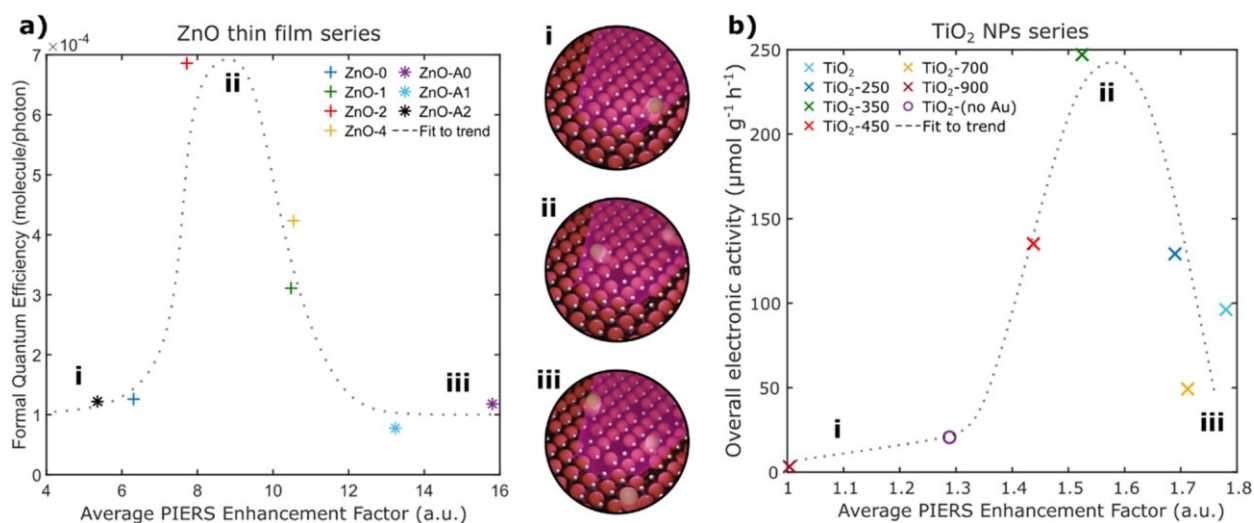 a)
ZnO thin film series
×10⁻⁴
7
6
5
4
3
2
1
0
Formal Quantum Efficiency (molecule/photon)
4 6 8 10 12 14 16
Average PIERS Enhancement Factor (a.u.)
ZnO-0 ZnO-A0
ZnO-1 ZnO-A1
ZnO-2 ZnO-A2
ZnO-4 Fit to trend
i
ii
iii
i
ii
iii
b)
TiO₂ NPs series
250
200
150
100
50
0
Overall electronic activity (μmol g⁻¹ h⁻¹)
1 1.1 1.2 1.3 1.4 1.5 1.6 1.7 1.8
Average PIERS Enhancement Factor (a.u.)
TiO₂ TiO₂-700
TiO₂-250 TiO₂-900
TiO₂-350 TiO₂-(no Au)
TiO₂-450 Fit to trend
i
ii
iii